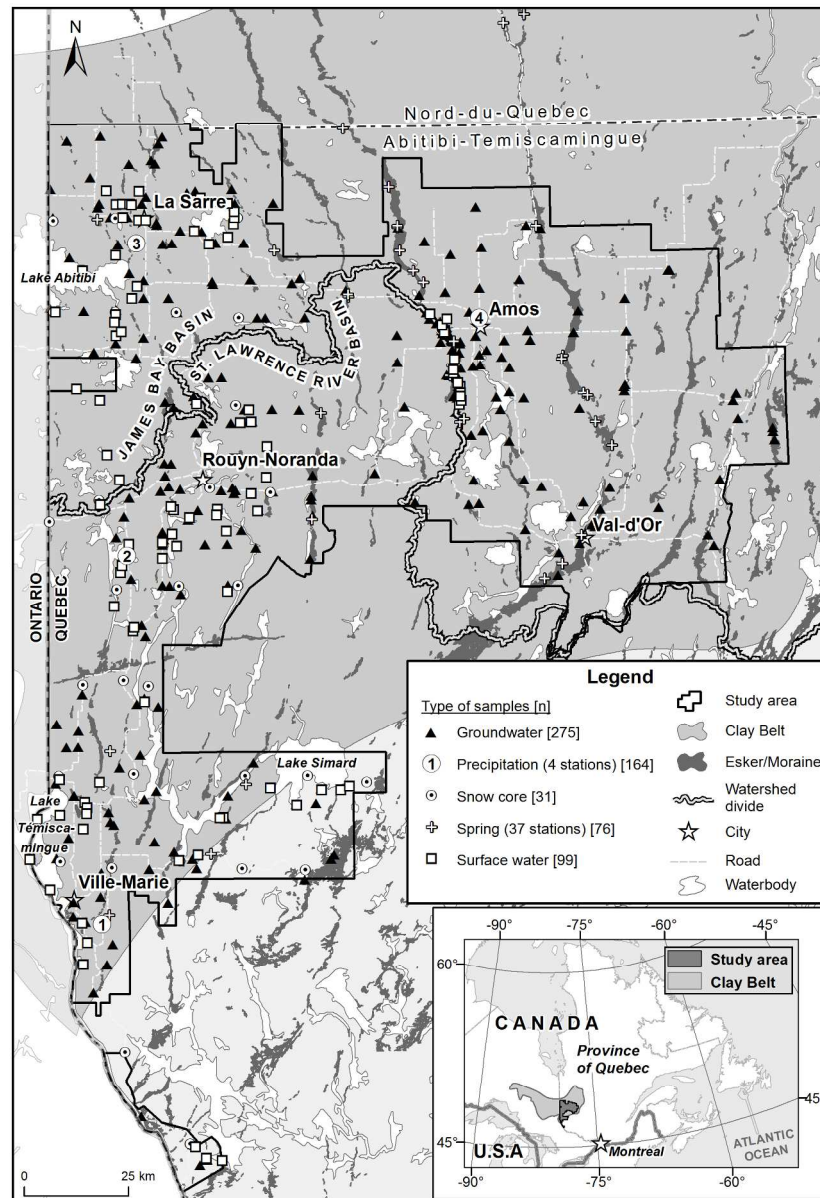 N
Nord-du-Quebec
Abitibi-Temiscamingue
La Sarre
3
Lake Abitibi
4
Amos
JAMES BAY BASIN
ST. LAWRENCE RIVER BASIN
Rouyn-Noranda
Val-d'Or
2
ONTARIO
QUEBEC
Lake Simard
Lake
Témisca-
mingue
Ville-Marie
1
0 25 km
Legend
Type of samples [n]
Groundwater [275]
1 Precipitation (4 stations) [164]
Snow core [31]
Spring (37 stations) [76]
Surface water [99]
Study area
Clay Belt
Esker/Moraine
Watershed
divide
City
Road
Waterbody
-90° -75° -60° -45°
Study area
Clay Belt
60°
CANADA
Province
of Quebec
45°
45°
U.S.A
Montreal
ATLANTIC
OCEAN
-90° -75° -60°